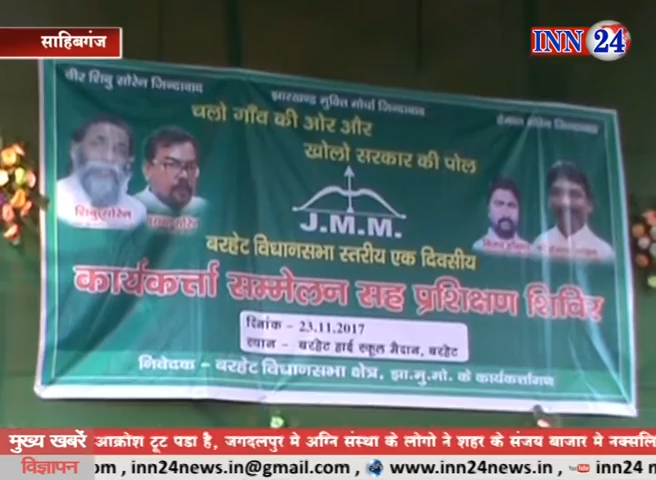 साहिबगंज
INN 24
वीर शिबु सोरेन जिन्दाबाद
झारखण्ड मुक्ति मोर्चा जिन्दाबाद
हेमन्त सोरेन जिन्दाबाद
चलो गाँव की ओर और
खोलो सरकार की पोल
शिबु सोरेन
J.M.M.
बरहेट विधानसभा स्तरीय एक दिवसीय
कार्यकर्त्ता सम्मेलन सह प्रशिक्षण शिविर
दिनांक - 23.11.2017
स्थान - बरहेट हाई स्कूल मैदान, बरहेट
निवेदक - बरहेट विधानसभा क्षेत्र, झा.मु.मो. के कार्यकर्त्तागण
मुख्य खबरें आक्रोश टूट पडा है, जगदलपुर मे अग्नि संस्था के लोगो ने शहर के संजय बाजार मे नक्सलि
विज्ञापन om , inn24news.in@gmail.com , www.inn24news.in , inn24 n